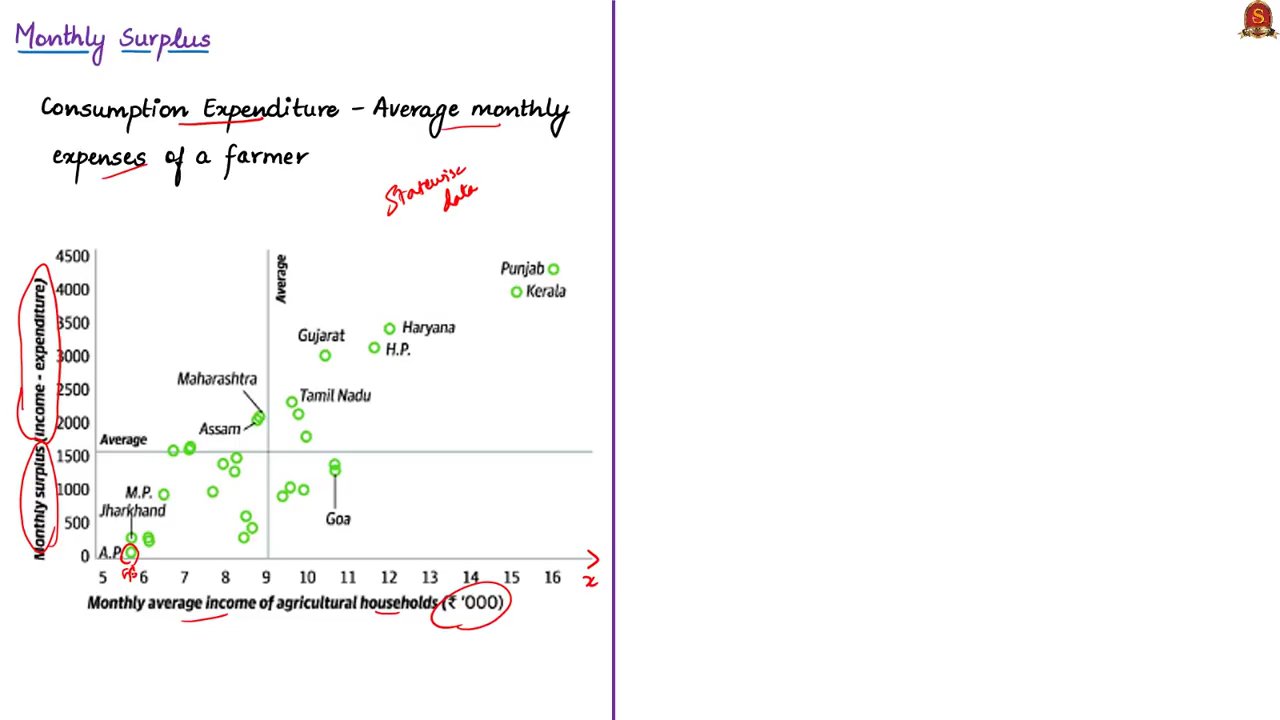 Monthly Surplus
Consumption Expenditure - Average monthly
expenses of a farmer
Statewise
data
4500
4000
3500
3000
2500
2000
1500
1000
500
0
Monthly surplus (income - expenditure)
Average
Average
Punjab
Kerala
Haryana
Gujarat
H.P.
Maharashtra
Tamil Nadu
Assam
M.P.
Jharkhand
Goa
A.P.
5 6 7 8 9 10 11 12 13 14 15 16
x
Monthly average income of agricultural households (₹ '000)
S